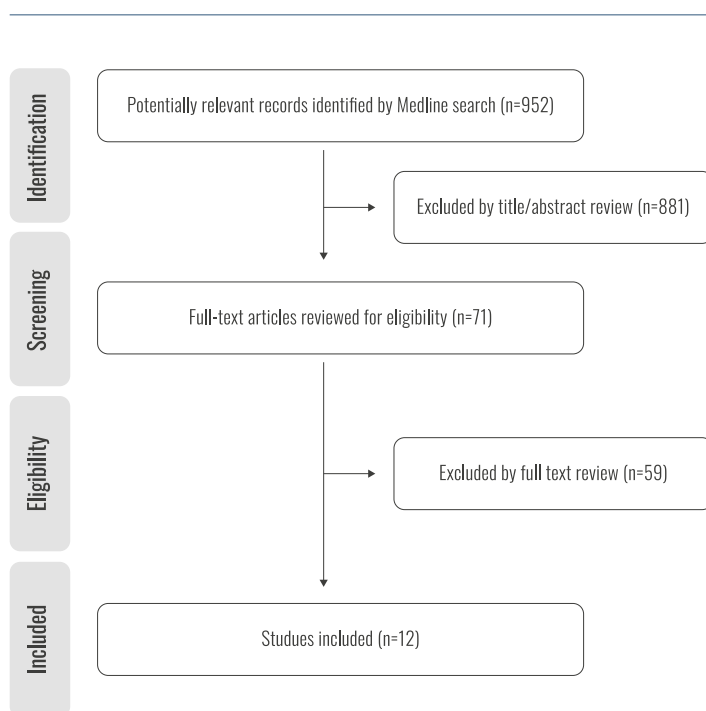 Identification
Potentially relevant records identified by Medline search (n=952)
Excluded by title/abstract review (n=881)
Screening
Full-text articles reviewed for eligibility (n=71)
Eligibility
Excluded by full text review (n=59)
Included
Studues included (n=12)